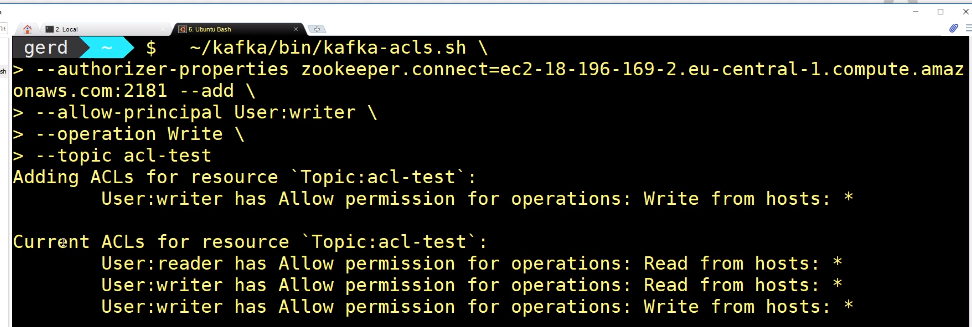 2. Local
6. Ubuntu Dash
gerd ~ $ ~/kafka/bin/kafka-acls.sh \
> --authorizer-properties zookeeper.connect=ec2-18-196-169-2.eu-central-1.compute.amaz
onaws.com:2181 --add \
> --allow-principal User:writer \
> --operation Write \
> --topic acl-test
Adding ACLs for resource `Topic:acl-test`:
User:writer has Allow permission for operations: Write from hosts: *
Current ACLs for resource `Topic:acl-test`:
User:reader has Allow permission for operations: Read from hosts: *
User:writer has Allow permission for operations: Read from hosts: *
User:writer has Allow permission for operations: Write from hosts: *